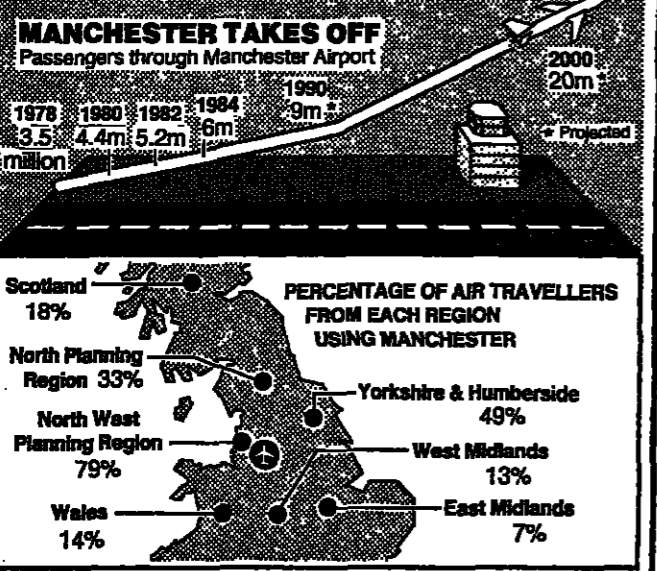 MANCHESTER TAKES OFF
Passengers through Manchester Airport
1978
3.5
million
1980
4.4m
1982
5.2m
1984
6m
1990
9m*
2000
20m*
* Projected
PERCENTAGE OF AIR TRAVELLERS
FROM EACH REGION
USING MANCHESTER
Scotland
18%
North Planning
Region 33%
North West
Planning Region
79%
Wales
14%
Yorkshire & Humberside
49%
West Midlands
13%
East Midlands
7%